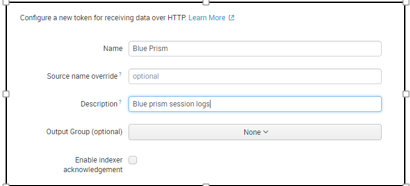 Configure a new token for receiving data over HTTP. Learn More
Name Blue Prism
Source name override ? optional
Description ? Blue prism session logs
Output Group (optional) None
Enable indexer
acknowledgement